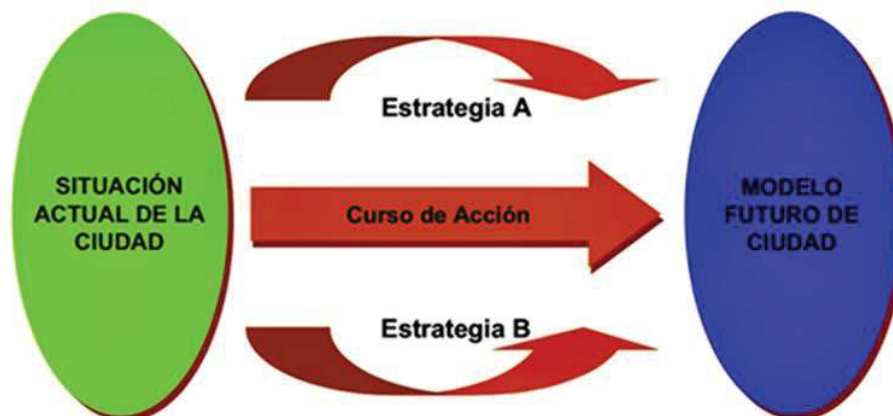 SITUACIÓN
ACTUAL DE LA
CIUDAD
Estrategia A
Curso de Acción
Estrategia B
MODELO
FUTURO DE
CIUDAD